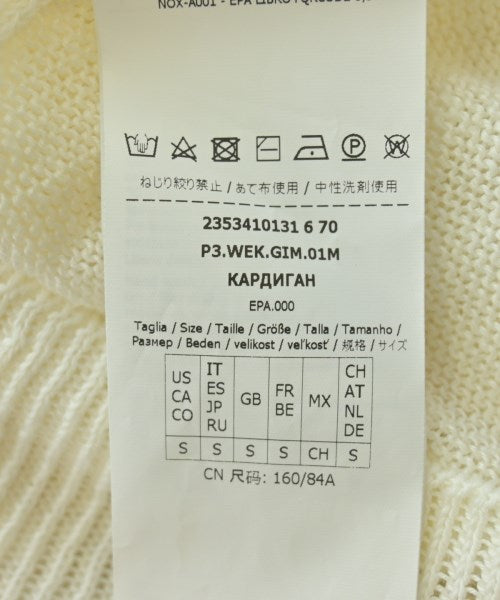 NOX-A001 - EPA
ねじり絞り禁止 / あて布使用 / 中性洗剤使用
2353410131 6 70
P3.WEK.GIM.01M
КАРДИГАН
EPA.000
Taglia / Size / Taille / Größe / Talla / Tamanho /
Размер / Beden / velikost / veľkosť / 规格 / サイズ
US CA CO
IT ES JP RU
GB
FR BE
MX
CH AT NL DE
S S S S CH S
CN 尺码: 160/84A